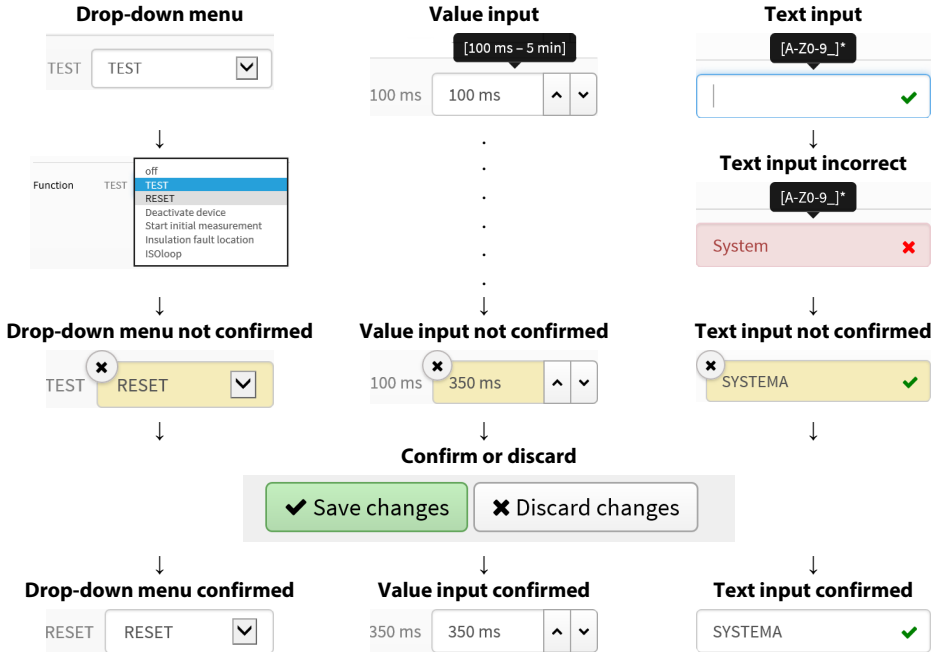 Drop-down menu
Value input
Text input
[100 ms – 5 min]
[A-Z0-9_]*
TEST TEST
100 ms 100 ms
↓
↓
Text input incorrect
off
Function TEST TEST
RESET
Deactivate device
Start initial measurement
Insulation fault location
ISOloop
[A-Z0-9_]*
System
↓ ↓ ↓
Drop-down menu not confirmed
Value input not confirmed
Text input not confirmed
TEST RESET
100 ms 350 ms
SYSTEMA
↓ ↓ ↓
Confirm or discard
Save changes
Discard changes
↓ ↓ ↓
Drop-down menu confirmed
Value input confirmed
Text input confirmed
RESET RESET
350 ms 350 ms
SYSTEMA